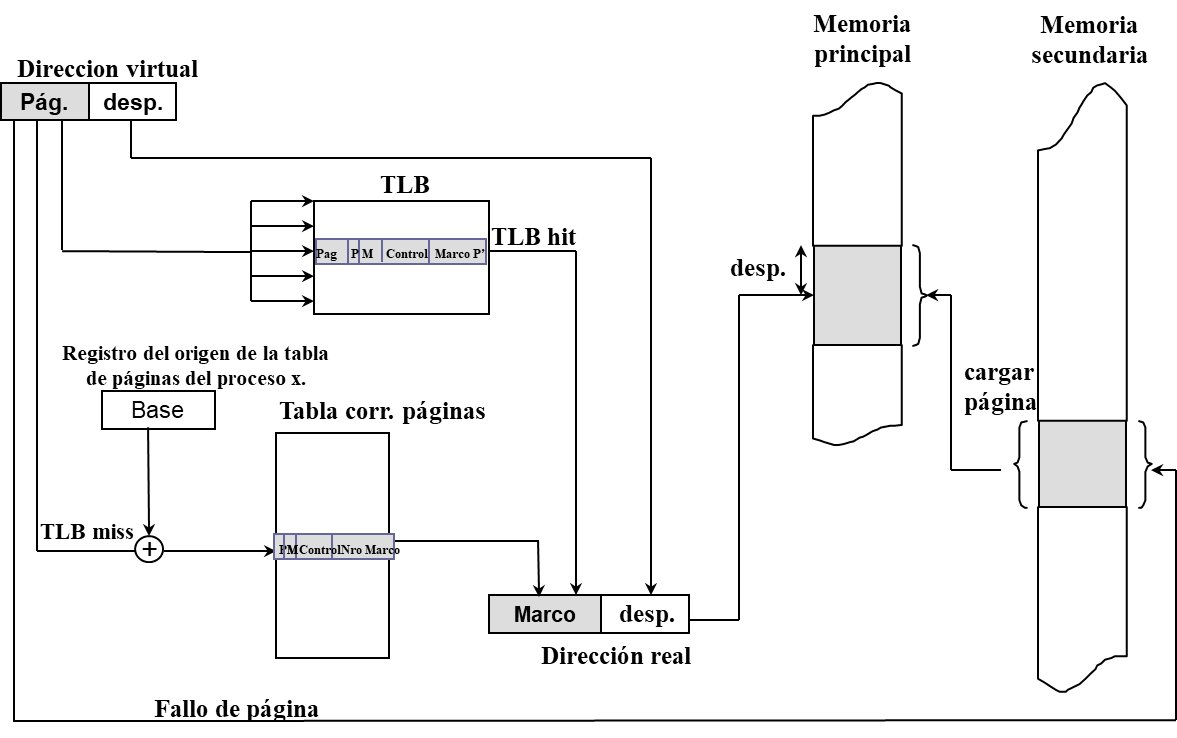 Memoria
principal
Memoria
secundaria
Direccion virtual
Pág. desp.
TLB
TLB hit
Pag P M Control Marco P'
desp.
Registro del origen de la tabla
de páginas del proceso x.
Base
Tabla corr. páginas
cargar
página
TLB miss
+
P M Control Nro Marco
Marco desp.
Dirección real
Fallo de página